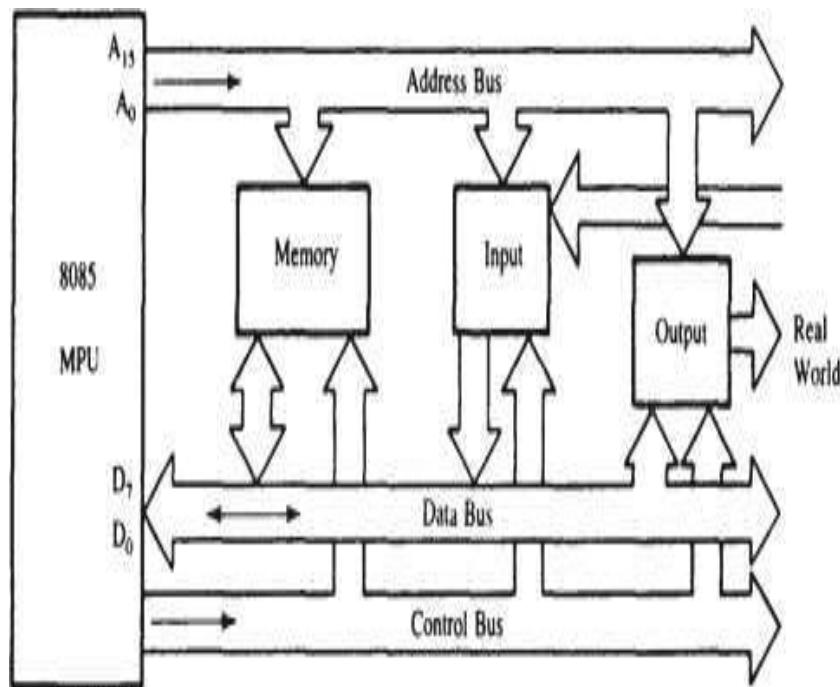 A15
Address Bus
A0
8085
MPU
Memory
Input
Output
Real
World
D7
Data Bus
D0
Control Bus